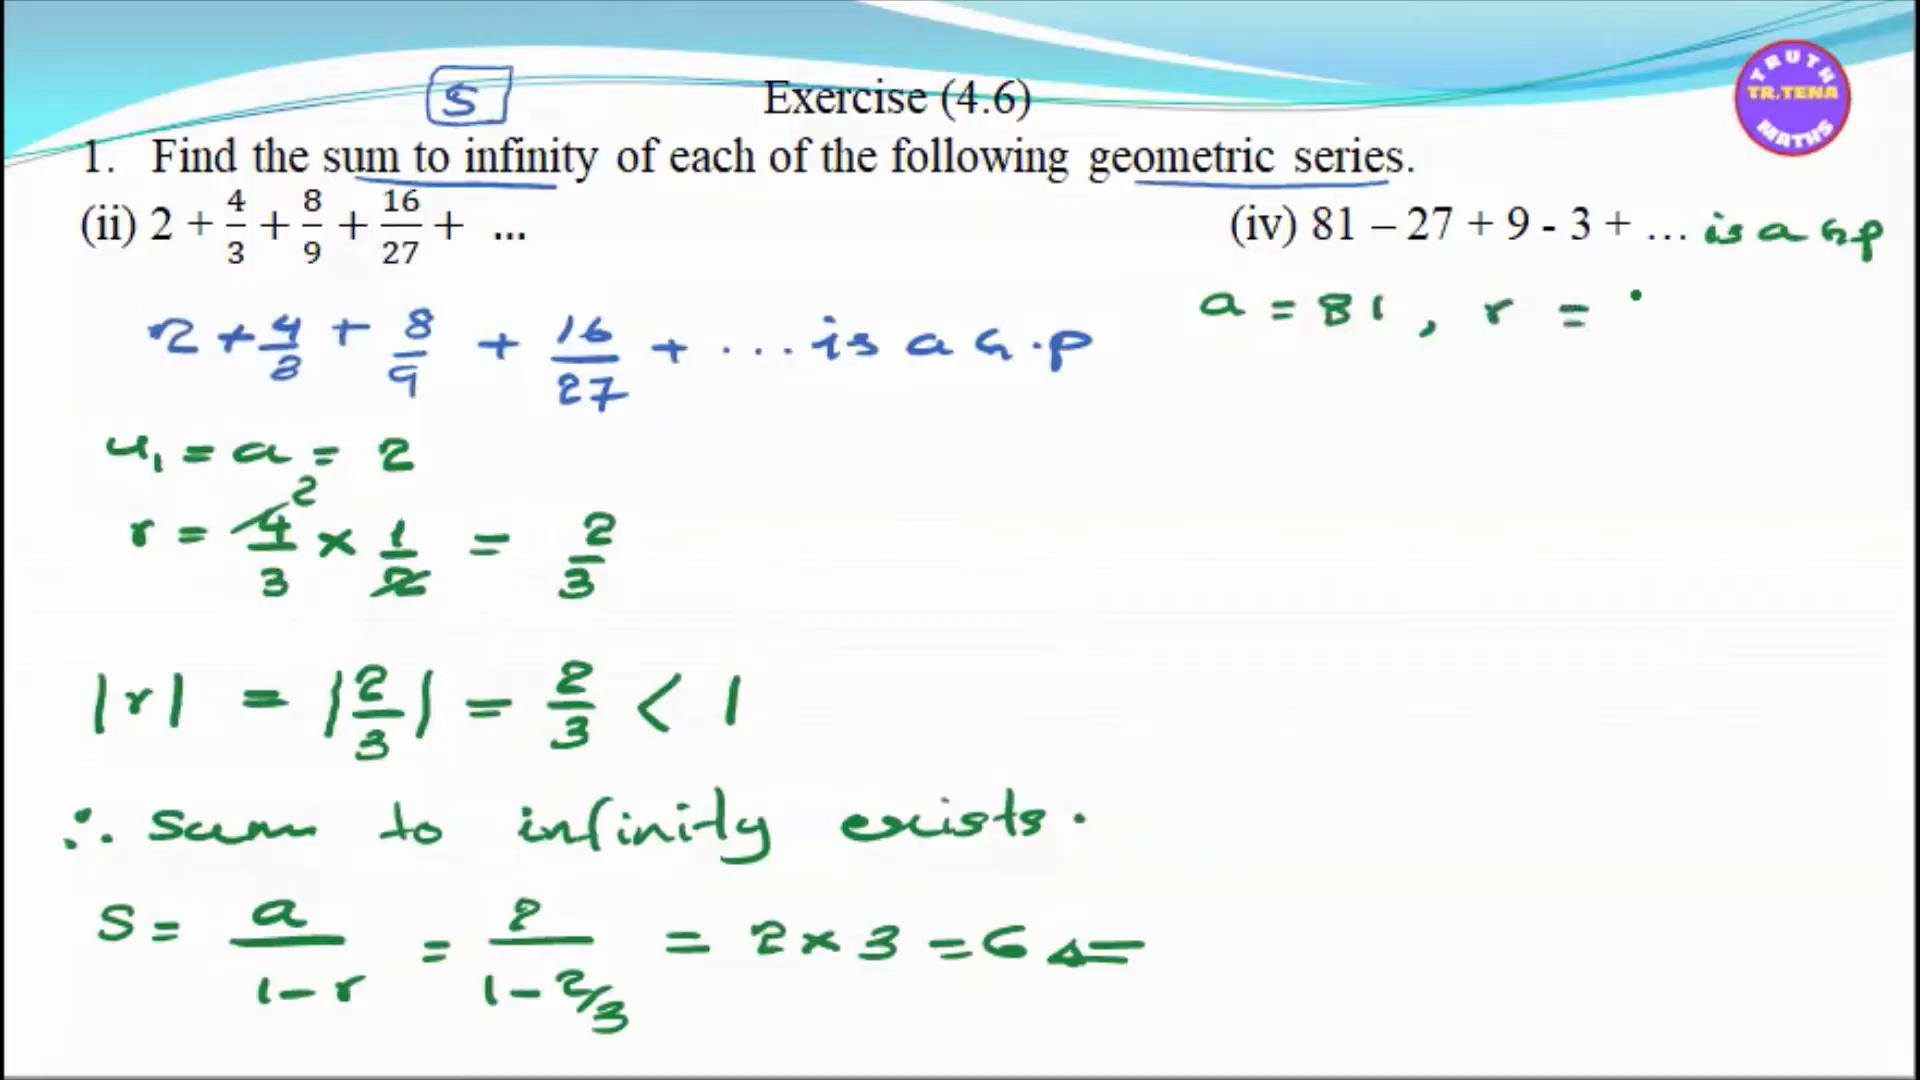 S
Exercise (4.6)
TRUTH
TR.TENA
MATHS
1. Find the sum to infinity of each of the following geometric series.
(ii) 2 + 4/3 + 8/9 + 16/27 + ...
2 + 4/3 + 8/9 + 16/27 + ... is a G.P
u₁ = a = 2
r = 4/3 × 1/2 = 2/3
2
|r| = |2/3| = 2/3 < 1
∴ sum to infinity exists.
S = a/(1-r) = 2/(1-2/3) = 2 × 3 = 6
(iv) 81 – 27 + 9 - 3 + … is a G.P
a = 81, r =